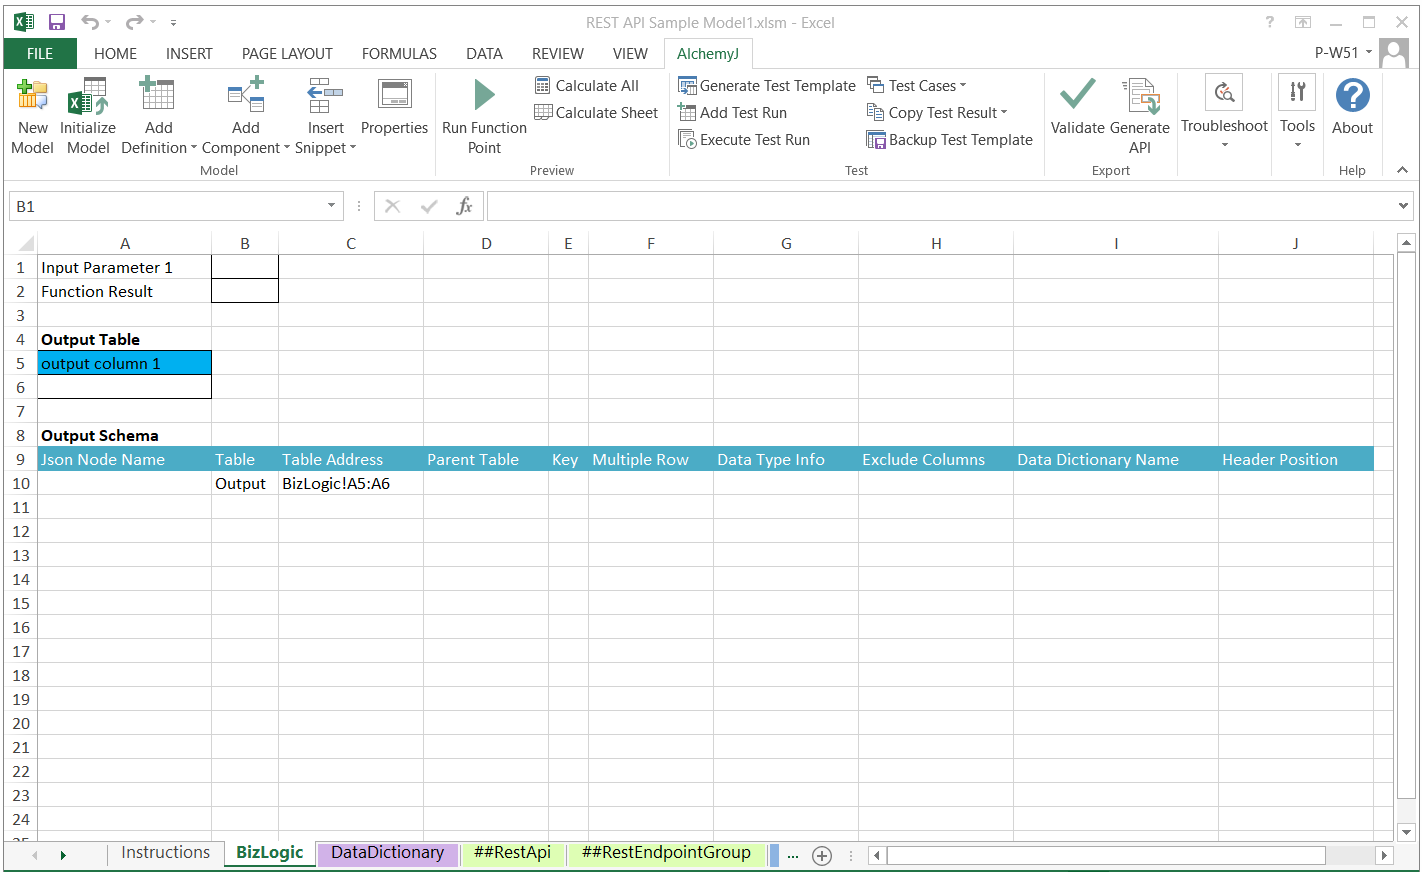 REST API Sample Model1.xlsm - Excel
?
FILE HOME INSERT PAGE LAYOUT FORMULAS DATA REVIEW VIEW AlchemyJ P-W51
New Model
Initialize Model
Add Definition
Add Component
Insert Snippet
Properties
Model
Run Function Point
Calculate All
Calculate Sheet
Preview
Generate Test Template
Add Test Run
Execute Test Run
Test Cases
Copy Test Result
Backup Test Template
Test
Validate
Generate API
Export
Troubleshoot
Tools
About
Help
B1 fx
A B C D E F G H I J
1 Input Parameter 1
2 Function Result
3
4 Output Table
5 output column 1
6
7
8 Output Schema
9 Json Node Name Table Table Address Parent Table Key Multiple Row Data Type Info Exclude Columns Data Dictionary Name Header Position
10 Output BizLogic!A5:A6
11
12
13
14
15
16
17
18
19
20
21
22
23
24
25
Instructions BizLogic DataDictionary ##RestApi ##RestEndpointGroup ...